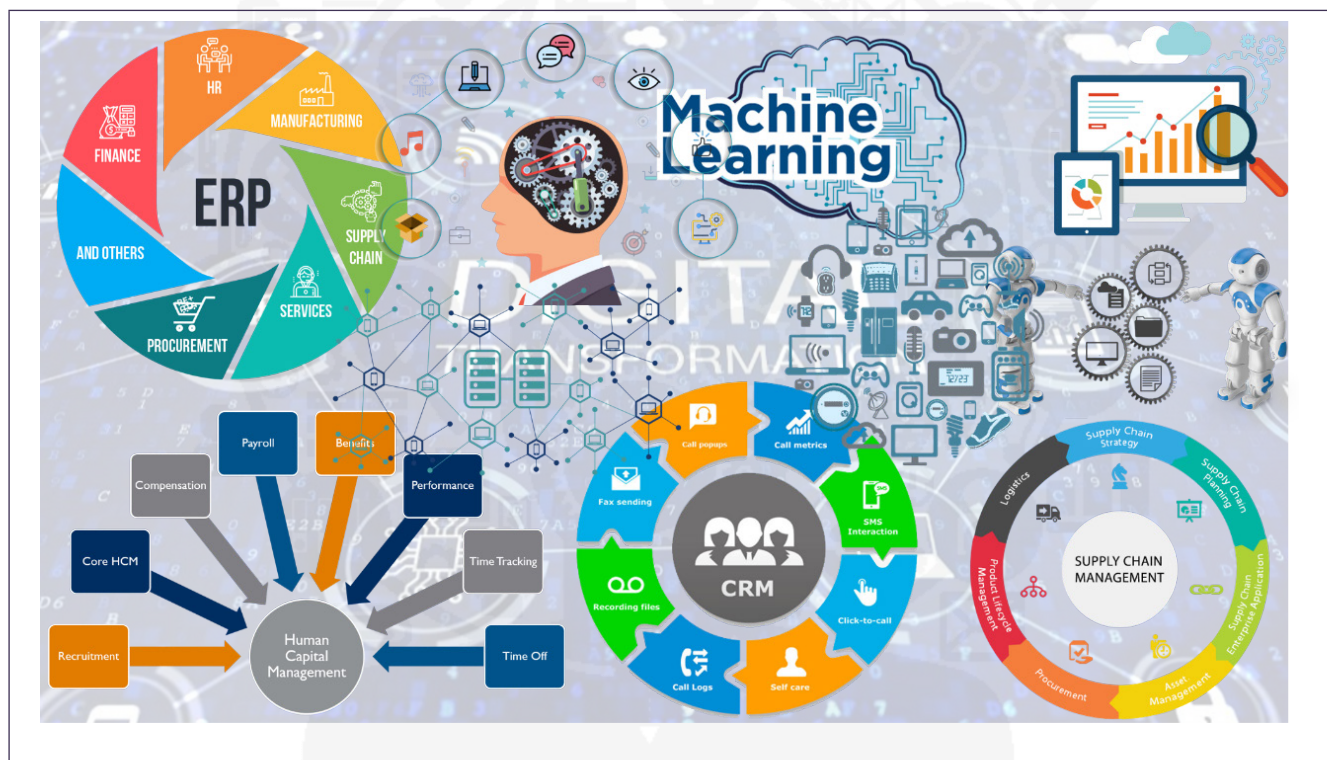 HR
MANUFACTURING
FINANCE
ERP
SUPPLY
CHAIN
AND OTHERS
SERVICES
PROCUREMENT
Machine
Learning
DIGITAL
TRANSFORMATION
Payroll
Benefits
Compensation
Performance
Core HCM
Time Tracking
Recruitment
Time Off
Human
Capital
Management
Call popups
Call metrics
Fax sending
SMS
SMS
Interaction
CRM
Recording files
Click-to-call
Call Logs
Self care
Supply Chain
Strategy
Supply Chain
Planning
Logistics
SUPPLY CHAIN
MANAGEMENT
Product Lifecycle
Management
Supply Chain
Enterprise Application
Procurement
Asset
Management